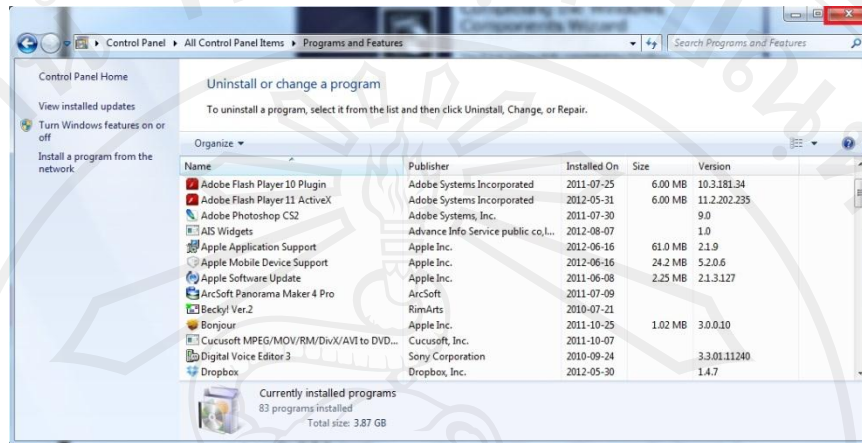 Completing the Windows
Components Wizard
Control Panel All Control Panel Items Programs and Features Search Programs and Features
Control Panel Home
View installed updates
Turn Windows features on or
off
Install a program from the
network
Uninstall or change a program
To uninstall a program, select it from the list and then click Uninstall, Change, or Repair.
Organize
Name Publisher Installed On Size Version
Adobe Flash Player 10 Plugin Adobe Systems Incorporated 2011-07-25 6.00 MB 10.3.181.34
Adobe Flash Player 11 ActiveX Adobe Systems Incorporated 2012-05-31 6.00 MB 11.2.202.235
Adobe Photoshop CS2 Adobe Systems, Inc. 2011-07-30 9.0
AIS Widgets Advance Info Service public co,l... 2012-08-07 1.0
Apple Application Support Apple Inc. 2012-06-16 61.0 MB 2.1.9
Apple Mobile Device Support Apple Inc. 2012-06-16 24.2 MB 5.2.0.6
Apple Software Update Apple Inc. 2011-06-08 2.25 MB 2.1.3.127
ArcSoft Panorama Maker 4 Pro ArcSoft 2011-07-09
Becky! Ver.2 RimArts 2010-07-21
Bonjour Apple Inc. 2011-10-25 1.02 MB 3.0.0.10
Cucusoft MPEG/MOV/RM/DivX/AVI to DVD... Cucusoft, Inc. 2011-10-07
Digital Voice Editor 3 Sony Corporation 2010-09-24 3.3.01.11240
Dropbox Dropbox, Inc. 2012-05-30 1.4.7
Currently installed programs
83 programs installed
Total size: 3.87 GB